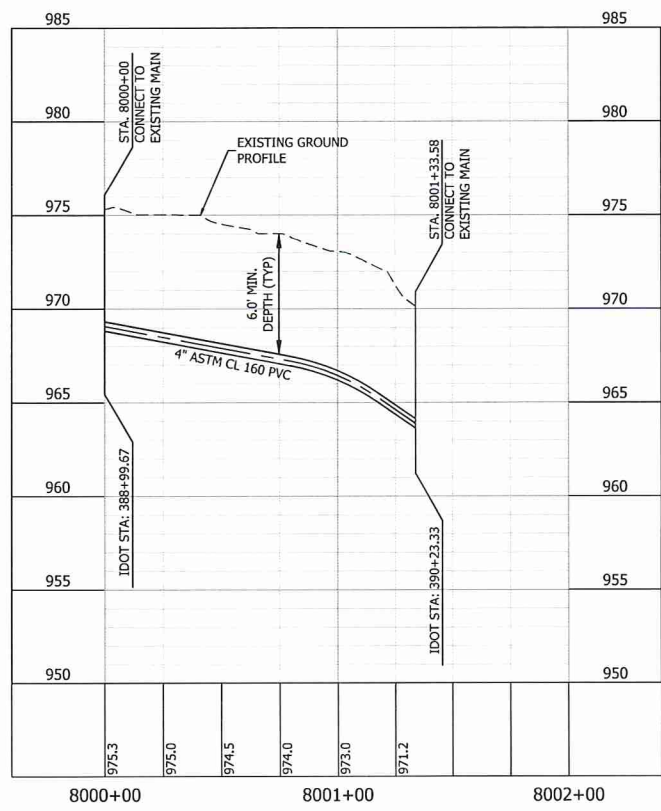 985
985
980
980
975
975
970
970
965
965
960
960
955
955
950
950
STA. 8000+00
CONNECT TO
EXISTING MAIN
EXISTING GROUND
PROFILE
STA. 8001+33.58
CONNECT TO
EXISTING MAIN
6.0' MIN.
DEPTH (TYP)
4" ASTM CL 160 PVC
IDOT STA: 388+99.67
IDOT STA: 390+23.33
975.3
975.0
974.5
974.0
973.0
971.2
8000+00
8001+00
8002+00